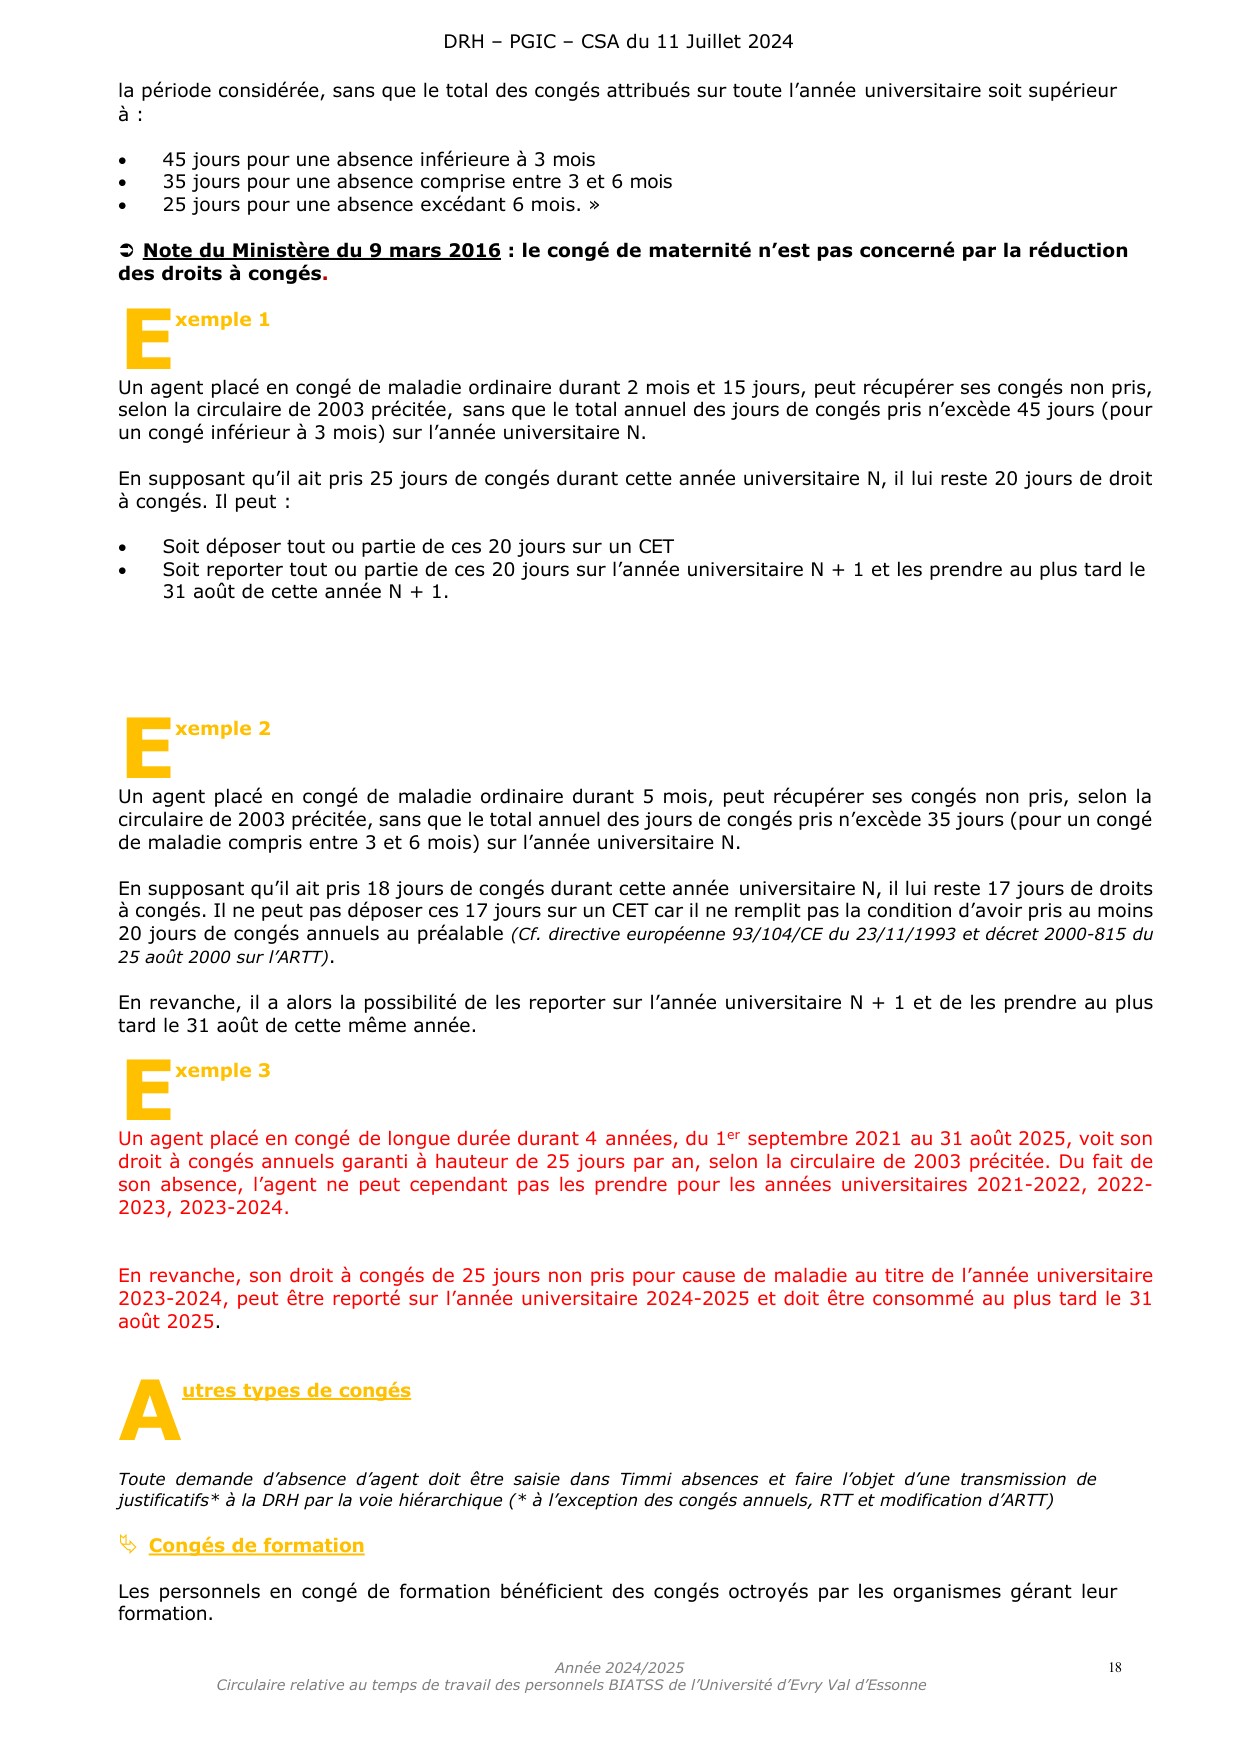 DRH – PGIC – CSA du 11 Juillet 2024
la période considérée, sans que le total des congés attribués sur toute l’année universitaire soit supérieur
à :
• 45 jours pour une absence inférieure à 3 mois
• 35 jours pour une absence comprise entre 3 et 6 mois
• 25 jours pour une absence excédant 6 mois. »
➲ Note du Ministère du 9 mars 2016 : le congé de maternité n’est pas concerné par la réduction
des droits à congés.
Exemple 1
Un agent placé en congé de maladie ordinaire durant 2 mois et 15 jours, peut récupérer ses congés non pris,
selon la circulaire de 2003 précitée, sans que le total annuel des jours de congés pris n’excède 45 jours (pour
un congé inférieur à 3 mois) sur l’année universitaire N.
En supposant qu’il ait pris 25 jours de congés durant cette année universitaire N, il lui reste 20 jours de droit
à congés. Il peut :
• Soit déposer tout ou partie de ces 20 jours sur un CET
• Soit reporter tout ou partie de ces 20 jours sur l’année universitaire N + 1 et les prendre au plus tard le
31 août de cette année N + 1.
Exemple 2
Un agent placé en congé de maladie ordinaire durant 5 mois, peut récupérer ses congés non pris, selon la
circulaire de 2003 précitée, sans que le total annuel des jours de congés pris n’excède 35 jours (pour un congé
de maladie compris entre 3 et 6 mois) sur l’année universitaire N.
En supposant qu’il ait pris 18 jours de congés durant cette année universitaire N, il lui reste 17 jours de droits
à congés. Il ne peut pas déposer ces 17 jours sur un CET car il ne remplit pas la condition d’avoir pris au moins
20 jours de congés annuels au préalable (Cf. directive européenne 93/104/CE du 23/11/1993 et décret 2000-815 du
25 août 2000 sur l’ARTT).
En revanche, il a alors la possibilité de les reporter sur l’année universitaire N + 1 et de les prendre au plus
tard le 31 août de cette même année.
Exemple 3
Un agent placé en congé de longue durée durant 4 années, du 1er septembre 2021 au 31 août 2025, voit son
droit à congés annuels garanti à hauteur de 25 jours par an, selon la circulaire de 2003 précitée. Du fait de
son absence, l’agent ne peut cependant pas les prendre pour les années universitaires 2021-2022, 2022-
2023, 2023-2024.
En revanche, son droit à congés de 25 jours non pris pour cause de maladie au titre de l’année universitaire
2023-2024, peut être reporté sur l’année universitaire 2024-2025 et doit être consommé au plus tard le 31
août 2025.
Autres types de congés
Toute demande d’absence d’agent doit être saisie dans Timmi absences et faire l’objet d’une transmission de
justificatifs* à la DRH par la voie hiérarchique (* à l’exception des congés annuels, RTT et modification d’ARTT)
Congés de formation
Les personnels en congé de formation bénéficient des congés octroyés par les organismes gérant leur
formation.
Année 2024/2025 18
Circulaire relative au temps de travail des personnels BIATSS de l’Université d’Evry Val d’Essonne